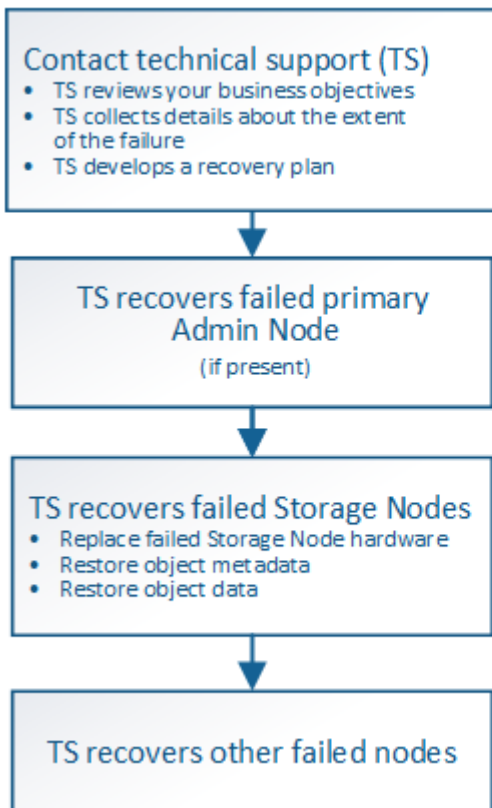 Contact technical support (TS)
• TS reviews your business objectives
• TS collects details about the extent
of the failure
• TS develops a recovery plan
TS recovers failed primary
Admin Node
(if present)
TS recovers failed Storage Nodes
• Replace failed Storage Node hardware
• Restore object metadata
• Restore object data
TS recovers other failed nodes